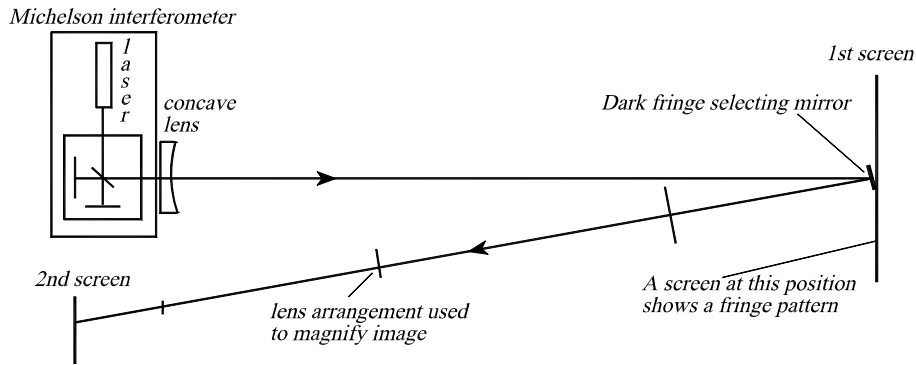 Michelson interferometer
laser
concave
lens
1st screen
Dark fringe selecting mirror
2nd screen
lens arrangement used
to magnify image
A screen at this position
shows a fringe pattern